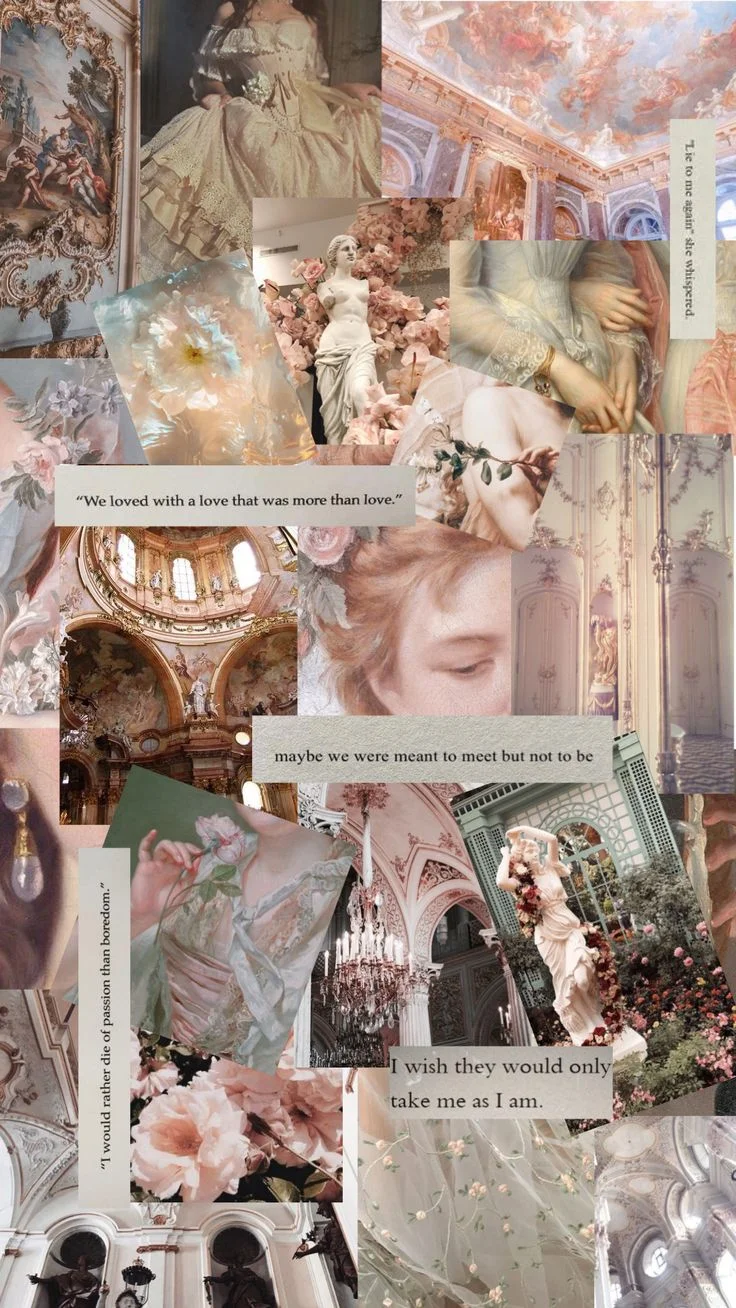 "Lie to me again" she whispered.
“We loved with a love that was more than love.”
maybe we were meant to meet but not to be
“I would rather die of passion than boredom.”
I wish they would only
take me as I am.